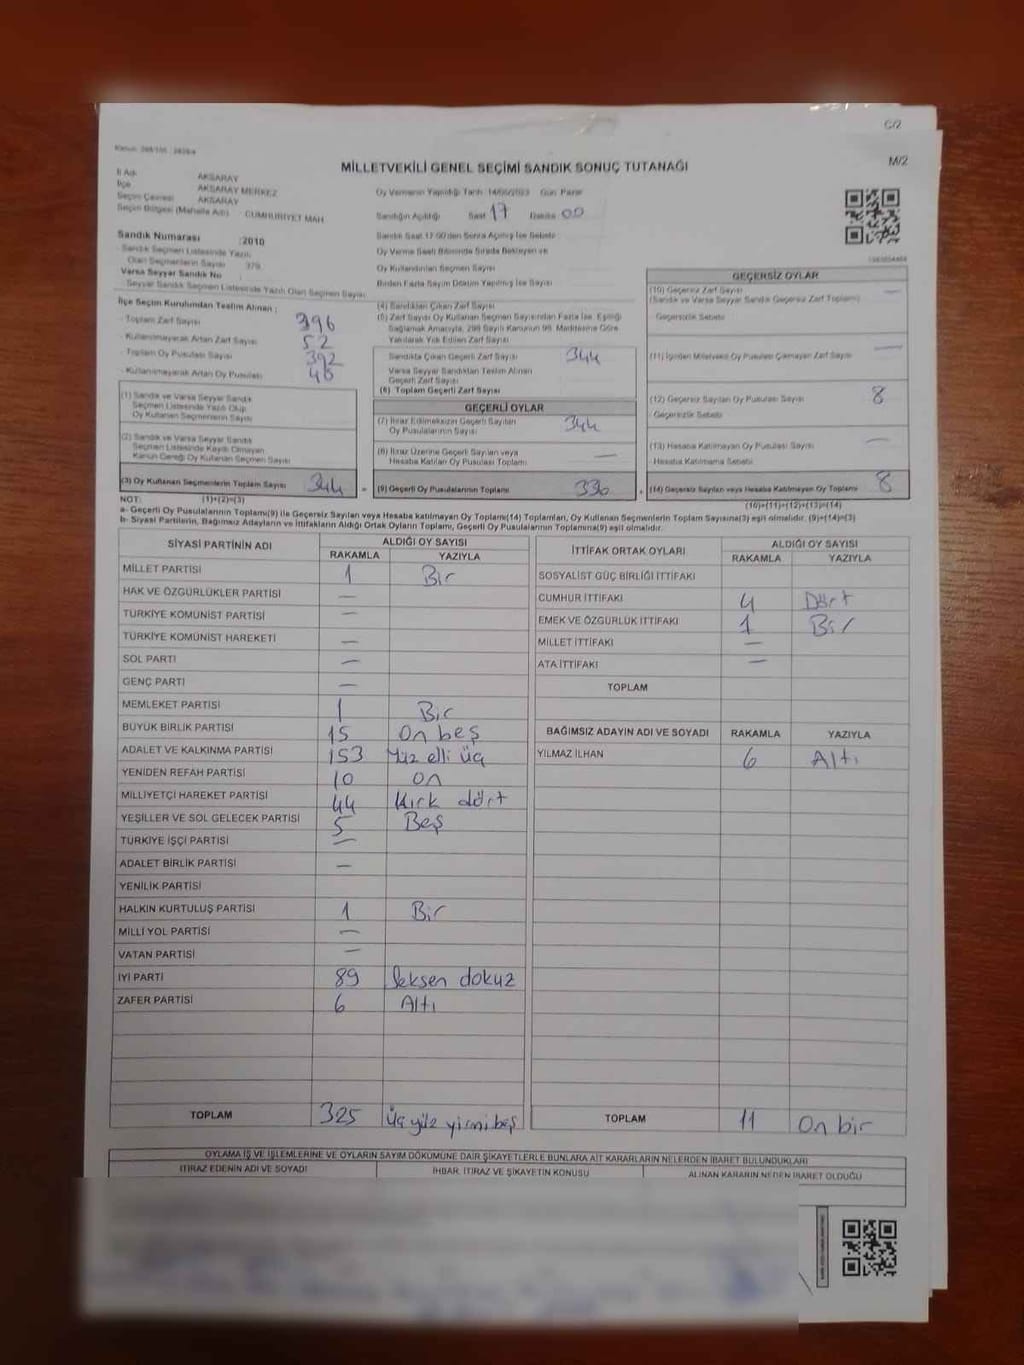 C/2
M/2
MİLLETVEKİLİ GENEL SEÇİMİ SANDIK SONUÇ TUTANAĞI
İl Adı AKSARAY
İlçe AKSARAY MERKEZ
Seçim Çevresi AKSARAY
Seçim Bölgesi (Mahalle Adı) : CUMHURİYET MAH
Oy Vermenin Yapıldığı Tarih 14/05/2023 Gün Pazar
Sandığın Açıldığı Saat 17 Dakika 00
Sandık Numarası :2010
Sandık Seçmen Listesinde Yazılı
Olan Seçmenlerin Sayısı 379
Varsa Seyyar Sandık No :
Seyyar Sandık Seçmen Listesinde Yazılı Olan Seçmen Sayısı
Sandık Saat 17:00'den Sonra Açılmış İse Sebebi
Oy Verme Saati Bitiminde Sırada Bekleyen ve
Oy Kullandırılan Seçmen Sayısı
Birden Fazla Sayım Döküm Yapılmış İse Sayısı
İlçe Seçim Kurulundan Teslim Alınan :
- Toplam Zarf Sayısı 396
- Kullanılmayarak Artan Zarf Sayısı 52
- Toplam Oy Pusulası Sayısı 392
- Kullanılmayarak Artan Oy Pusulası 48
(1) Sandık ve Varsa Seyyar Sandık
Seçmen Listesinde Yazılı Olup
Oy Kullanan Seçmenlerin Sayısı
(2) Sandık ve Varsa Seyyar Sandık
Seçmen Listesinde Kayıtlı Olmayan
Kanun Gereği Oy Kullanan Seçmen Sayısı
(3) Oy Kullanan Seçmenlerin Toplam Sayısı 344
(4) Sandıktan Çıkan Zarf Sayısı
(5) Zarf Sayısı Oy Kullanan Seçmen Sayısından Fazla İse, Eşitliği
Sağlamak Amacıyla, 298 Sayılı Kanunun 98. Maddesine Göre
Yakılarak Yok Edilen Zarf Sayısı
Sandıkta Çıkan Geçerli Zarf Sayısı 344
Varsa Seyyar Sandıktan Teslim Alınan
Geçerli Zarf Sayısı
(6) Toplam Geçerli Zarf Sayısı
GEÇERLİ OYLAR
(7) İtiraz Edilmeksizin Geçerli Sayılan
Oy Pusulalarının Sayısı 344
(8) İtiraz Üzerine Geçerli Sayılan veya
Hesaba Katılan Oy Pusulası Toplamı —
(9) Geçerli Oy Pusulalarının Toplamı 336
GEÇERSİZ OYLAR
(10) Geçersiz Zarf Sayısı —
(Sandık ve Varsa Seyyar Sandık Geçersiz Zarf Toplamı)
Geçersizlik Sebebi
(11) İçinden Milletvekili Oy Pusulası Çıkmayan Zarf Sayısı —
(12) Geçersiz Sayılan Oy Pusulası Sayısı 8
Geçersizlik Sebebi
(13) Hesaba Katılmayan Oy Pusulası Sayısı —
Hesaba Katılmama Sebebi
(14) Geçersiz Sayılan veya Hesaba Katılmayan Oy Toplamı 8
NOT: (1)+(2)=(3) (10)+(11)+(12)+(13)=(14)
a- Geçerli Oy Pusulasının Toplamı(9) ile Geçersiz Sayılan veya Hesaba Katılmayan Oy Toplamı(14) Toplamları, Oy Kullanan Seçmenlerin Toplam Sayısına(3) eşit olmalıdır. (9)+(14)=(3)
b- Siyasi Partilerin, Bağımsız Adayların ve İttifakların Aldığı Ortak Oyların Toplamı, Geçerli Oy Pusulalarının Toplamına(9) eşit olmalıdır.
SİYASİ PARTİNİN ADI ALDIĞI OY SAYISI
RAKAMLA YAZIYLA
MİLLET PARTİSİ 1 Bir
HAK VE ÖZGÜRLÜKLER PARTİSİ —
TÜRKİYE KOMÜNİST PARTİSİ —
TÜRKİYE KOMÜNİST HAREKETİ —
SOL PARTİ —
GENÇ PARTİ —
MEMLEKET PARTİSİ 1 Bir
BÜYÜK BİRLİK PARTİSİ 15 On beş
ADALET VE KALKINMA PARTİSİ 153 Yüz elli üç
YENİDEN REFAH PARTİSİ 10 On
MİLLİYETÇİ HAREKET PARTİSİ 44 Kırk dört
YEŞİLLER VE SOL GELECEK PARTİSİ 5 Beş
TÜRKİYE İŞÇİ PARTİSİ —
ADALET BİRLİK PARTİSİ —
YENİLİK PARTİSİ
HALKIN KURTULUŞ PARTİSİ 1 Bir
MİLLİ YOL PARTİSİ —
VATAN PARTİSİ —
İYİ PARTİ 89 Seksen dokuz
ZAFER PARTİSİ 6 Altı
TOPLAM 325 Üç yüz yirmi beş
İTTİFAK ORTAK OYLARI ALDIĞI OY SAYISI
RAKAMLA YAZIYLA
SOSYALİST GÜÇ BİRLİĞİ İTTİFAKI
CUMHUR İTTİFAKI 4 Dört
EMEK VE ÖZGÜRLÜK İTTİFAKI 1 Bir
MİLLET İTTİFAKI —
ATA İTTİFAKI —
TOPLAM
BAĞIMSIZ ADAYIN ADI VE SOYADI RAKAMLA YAZIYLA
YILMAZ İLHAN 6 Altı
TOPLAM 11 On bir
OYLAMA İŞ VE İŞLEMLERİNE VE OYLARIN SAYIM DÖKÜMÜNE DAİR ŞİKAYETLERLE BUNLARA AİT KARARLARIN NELERDEN İBARET BULUNDUKLARI
İTİRAZ EDENİN ADI VE SOYADI İHBAR, İTİRAZ VE ŞİKAYETİN KONUSU ALINAN KARARIN NEDEN İBARET OLDUĞU